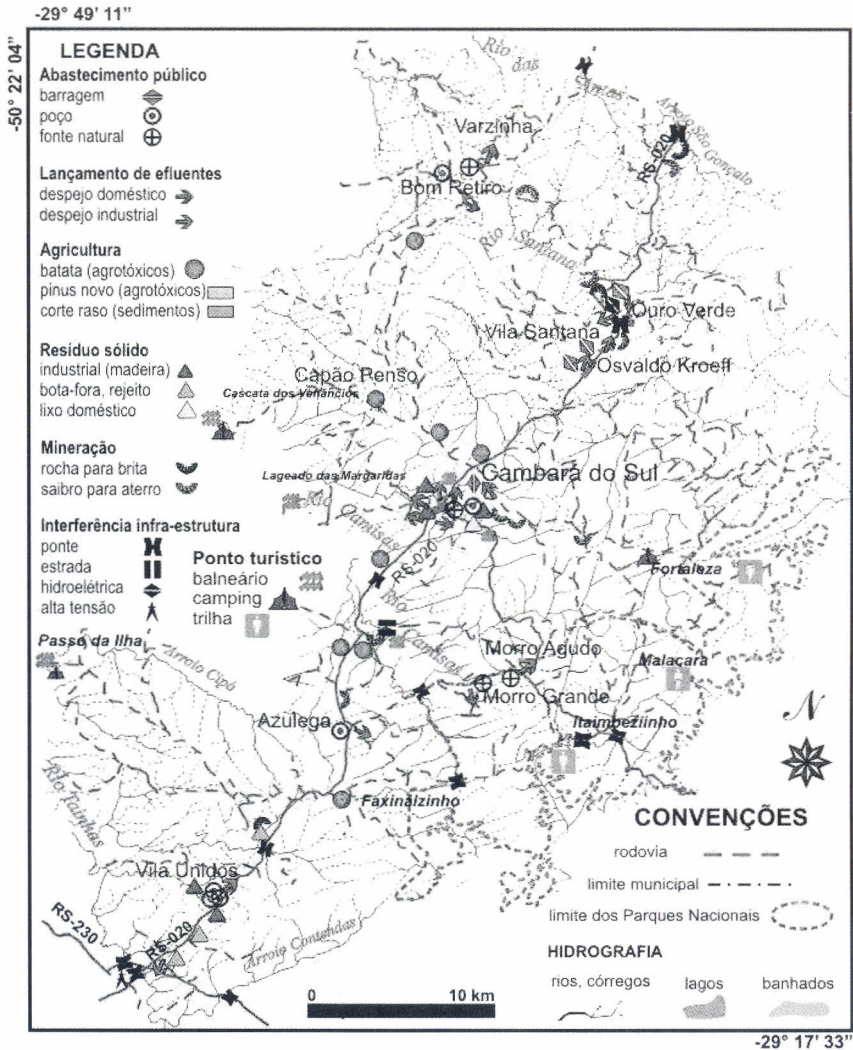 -29° 49' 11"
-50° 22' 04"
LEGENDA
Abastecimento público
barragem
poço
fonte natural
Lançamento de efluentes
despejo doméstico
despejo industrial
Agricultura
batata (agrotóxicos)
pinus novo (agrotóxicos)
corte raso (sedimentos)
Resíduo sólido
industrial (madeira)
bota-fora, rejeito
lixo doméstico
Mineração
rocha para brita
saibro para aterro
Interferência infra-estrutura
ponte
estrada
hidroelétrica
alta tensão
Ponto turístico
balneário
camping
trilha
Rio das Antas
Arroio São Gonçalo
RS-020
Varzinha
Bom Retiro
Rio Santana
Ouro Verde
Vila Santana
Osvaldo Kroeff
Capão Penso
Cascata dos Venâncios
Cambará do Sul
Lageado das Margaridas
Rio Camisas
RS-020
Fortaleza
Rio Camisas
Passo da Ilha
Arroio Cipó
Morro Agudo
Malacara
Morro Grande
Azulega
Itaimbeziinho
N
Rio Tainhas
Faxinalzinho
Vila Unidos
RS-230
RS-020
Arroio Contendas
CONVENÇÕES
rodovia
limite municipal
limite dos Parques Nacionais
HIDROGRAFIA
rios, córregos
lagos
banhados
0 10 km
-29° 17' 33"